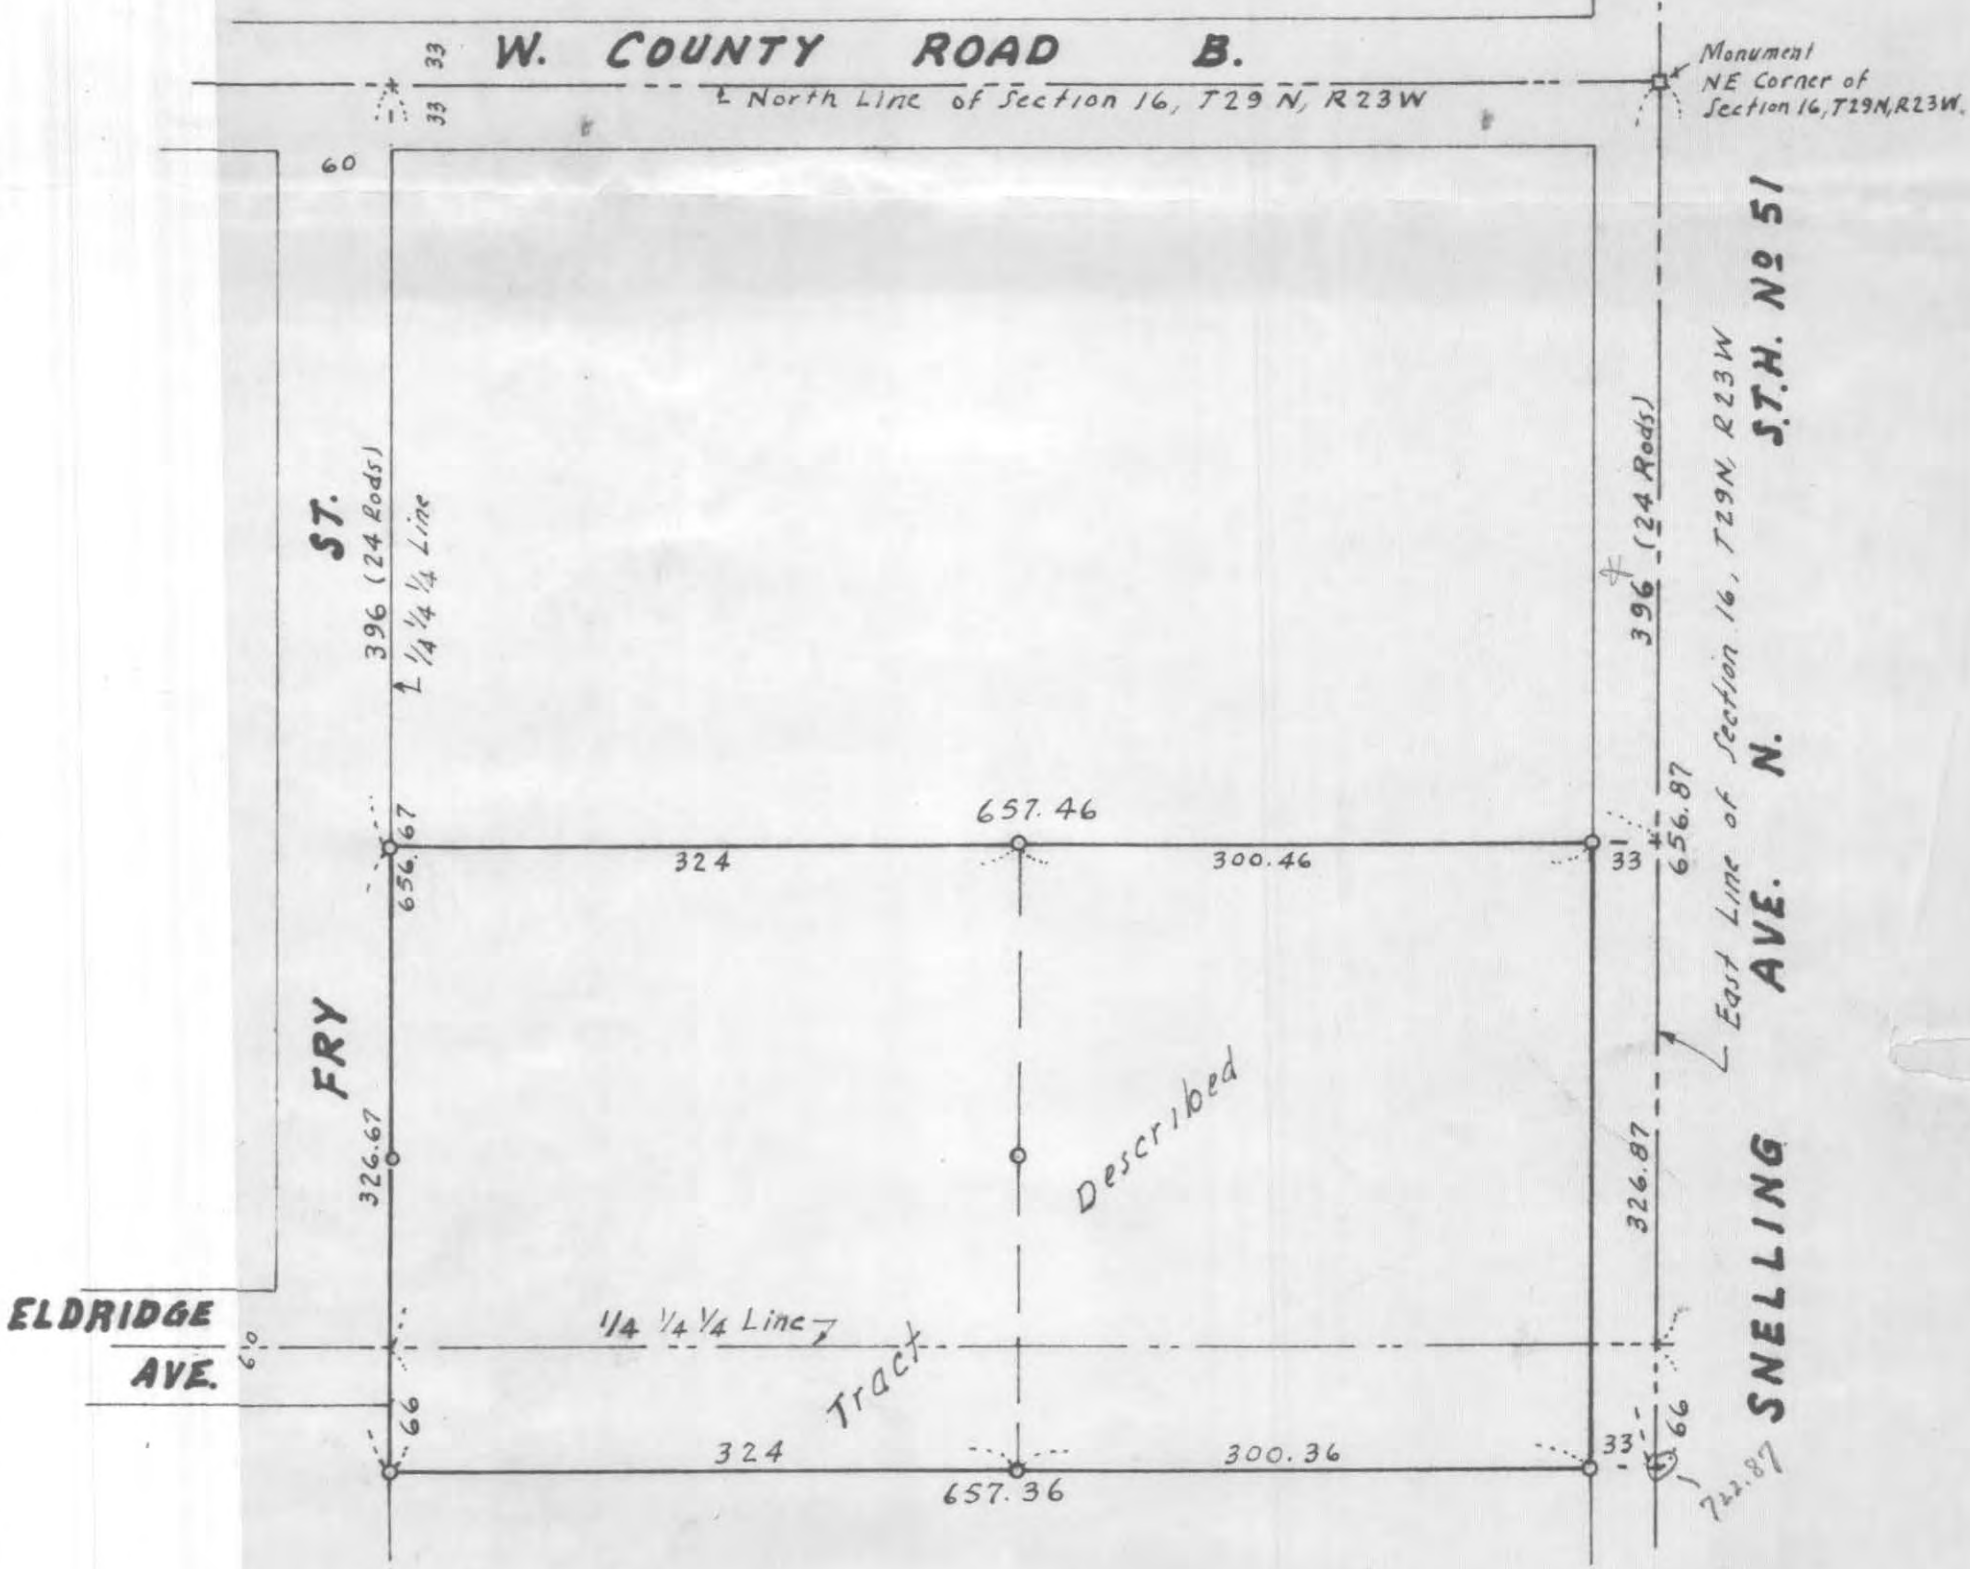 33
W. COUNTY ROAD B.
33
℄ North Line of Section 16, T29N, R23W
Monument
NE Corner of
Section 16, T29N, R23W.
60
S.T.H. Nº 51
396 (24 Rods)
ST.
1/4 1/4 1/4 Line
396 (24 Rods)
East Line of Section 16, T29N, R23W
657.46
656.67
324
300.46
33
656.87
AVE. N.
FRY
Described
326.67
326.87
SNELLING
ELDRIDGE
AVE.
60
1/4 1/4 1/4 Line
Tract
66
66
324
300.36
33
657.36
722.87